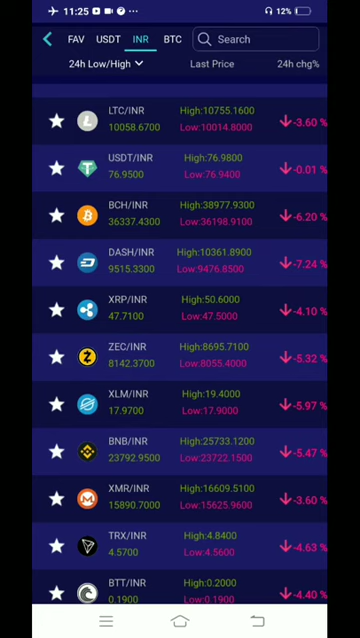 11:25
12%
FAV USDT INR BTC Search
24h Low/High Last Price 24h chg%
LTC/INR High:10755.1600
10058.6700 Low:10014.8000 -3.60 %
USDT/INR High:76.9800
76.9500 Low:76.9400 -0.01 %
BCH/INR High:38977.9300
36337.4300 Low:36198.9100 -6.20 %
DASH/INR High:10361.8900
9515.3300 Low:9476.8500 -7.24 %
XRP/INR High:50.6000
47.7100 Low:47.5000 -4.10 %
ZEC/INR High:8695.7100
8142.3700 Low:8055.4000 -5.32 %
XLM/INR High:19.4000
17.9700 Low:17.9000 -5.97 %
BNB/INR High:25733.1200
23792.9500 Low:23722.1500 -5.47 %
XMR/INR High:16609.5100
15890.7000 Low:15625.9600 -3.60 %
TRX/INR High:4.8400
4.5700 Low:4.5600 -4.63 %
BTT/INR High:0.2000
0.1900 Low:0.1900 -4.40 %